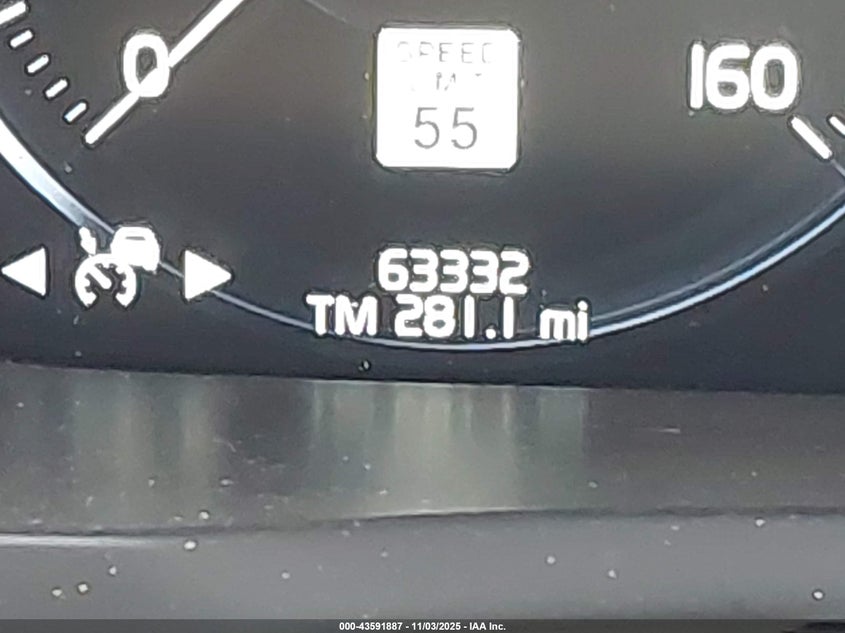 0
SPEED
LIMIT
55
160
63332
TM 281.1 mi
000-43591887 - 11/03/2025 - IAA Inc.